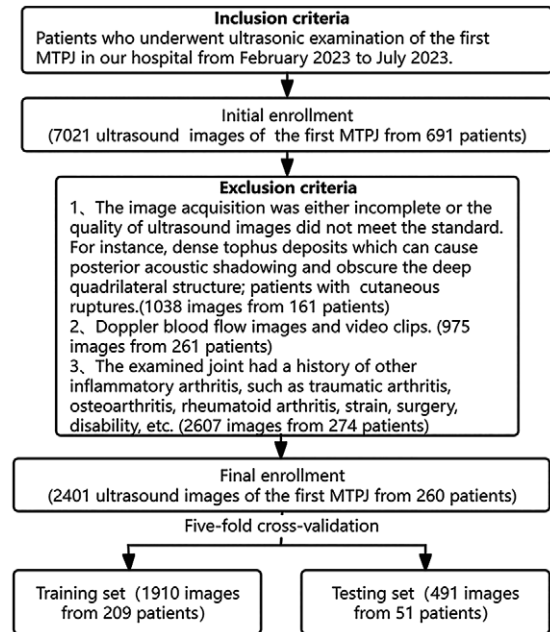 Inclusion criteria
Patients who underwent ultrasonic examination of the first
MTPJ in our hospital from February 2023 to July 2023.
Initial enrollment
(7021 ultrasound images of the first MTPJ from 691 patients)
Exclusion criteria
1、The image acquisition was either incomplete or the
quality of ultrasound images did not meet the standard.
For instance, dense tophus deposits which can cause
posterior acoustic shadowing and obscure the deep
quadrilateral structure; patients with cutaneous
ruptures.(1038 images from 161 patients)
2、Doppler blood flow images and video clips. (975
images from 261 patients)
3、The examined joint had a history of other
inflammatory arthritis, such as traumatic arthritis,
osteoarthritis, rheumatoid arthritis, strain, surgery,
disability, etc. (2607 images from 274 patients)
Final enrollment
(2401 ultrasound images of the first MTPJ from 260 patients)
Five-fold cross-validation
Training set (1910 images
from 209 patients)
Testing set (491 images
from 51 patients)